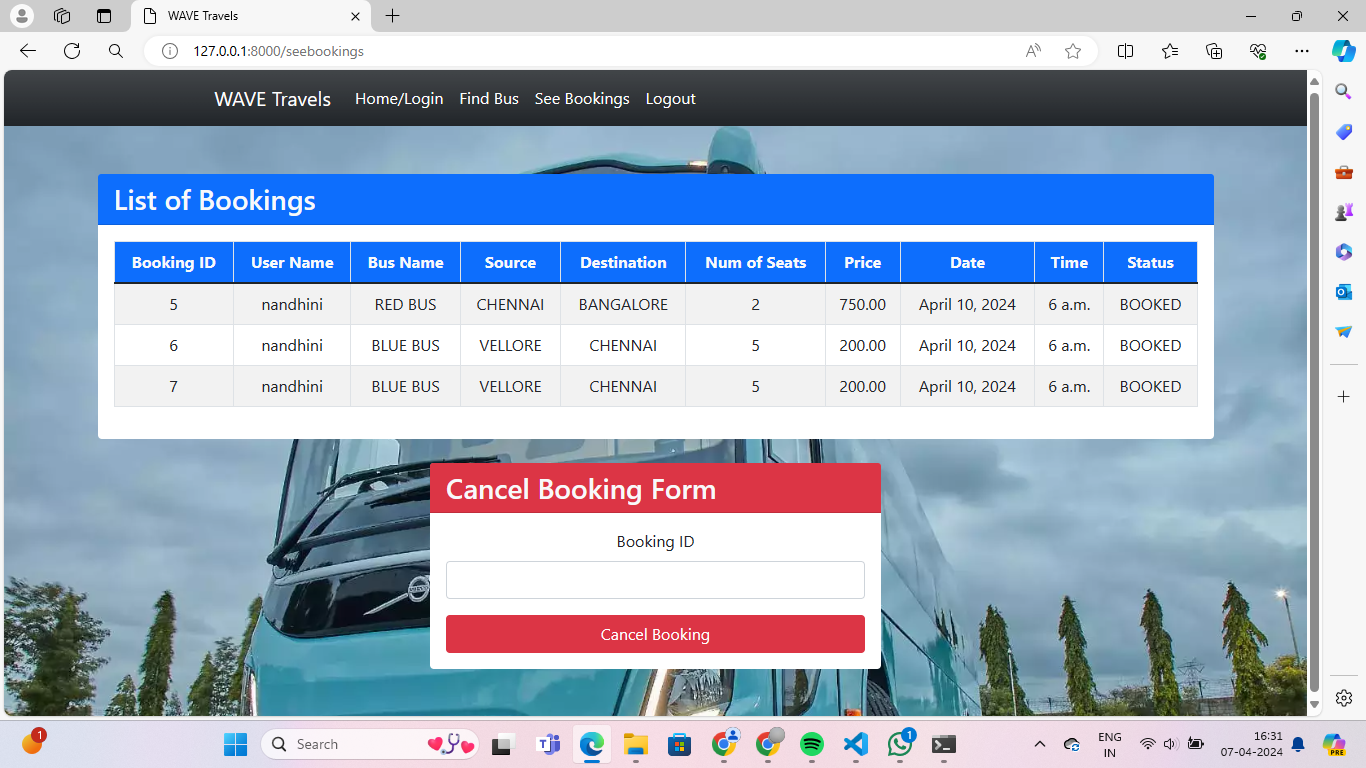 WAVE Travels
127.0.0.1:8000/seebookings
WAVE Travels Home/Login Find Bus See Bookings Logout
List of Bookings
Booking ID User Name Bus Name Source Destination Num of Seats Price Date Time Status
5 nandhini RED BUS CHENNAI BANGALORE 2 750.00 April 10, 2024 6 a.m. BOOKED
6 nandhini BLUE BUS VELLORE CHENNAI 5 200.00 April 10, 2024 6 a.m. BOOKED
7 nandhini BLUE BUS VELLORE CHENNAI 5 200.00 April 10, 2024 6 a.m. BOOKED
Cancel Booking Form
Booking ID
Cancel Booking
1
Search
1
ENG
IN
16:31
07-04-2024
PRE